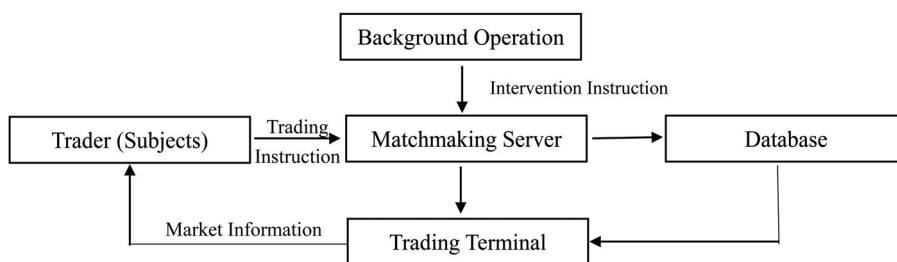 Background Operation
Intervention Instruction
Trader (Subjects)
Trading
Instruction
Matchmaking Server
Database
Market Information
Trading Terminal